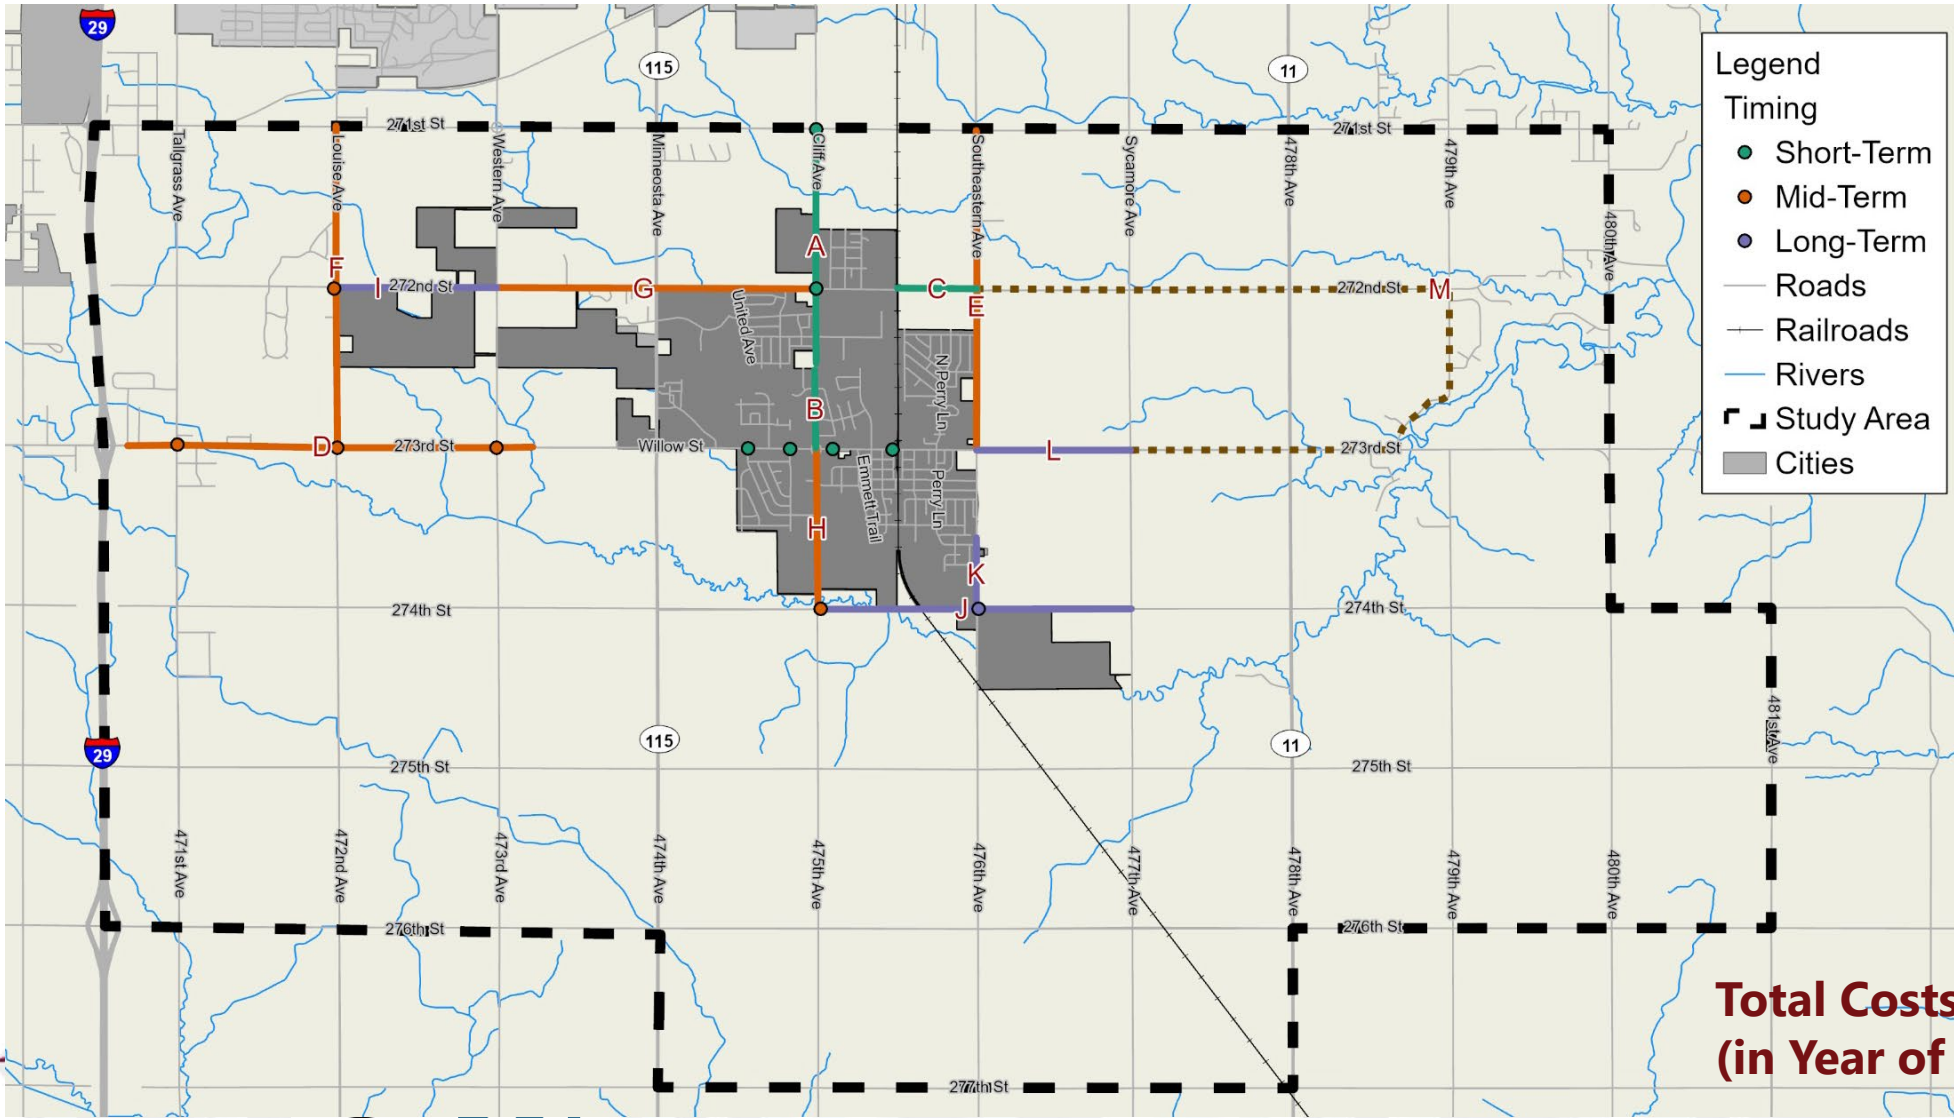 29
115
11
271st St
271st St
Tallgrass Ave
Louise Ave
Western Ave
Minneosta Ave
Cliff Ave
Southeastern Ave
Sycamore Ave
478th Ave
479th Ave
480th Ave
Legend
Timing
Short-Term
Mid-Term
Long-Term
Roads
Railroads
Rivers
Study Area
Cities
A
F
I
272nd St
G
C
E
272nd St
M
United Ave
N Perry Ln
B
D
273rd St
Willow St
L
273rd St
Emmett Trail
Perry Ln
H
K
274th St
J
274th St
481st Ave
29
115
11
275th St
275th St
471st Ave
472nd Ave
473rd Ave
474th Ave
475th Ave
476th Ave
477th Ave
478th Ave
479th Ave
480th Ave
276th St
276th St
277th St
Total Costs
(in Year of